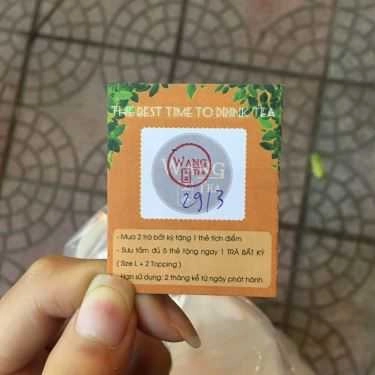 THE BEST TIME TO DRINK TEA
WANG
TEA
WANG
TEA
29/3
- Mua 2 trà bất kỳ tặng 1 thẻ tích điểm
- Sưu tầm đủ 5 thẻ tặng ngay 1 TRÀ BẤT KỲ
( Size L + 2 Topping )
- Hạn sử dụng: 2 tháng kể từ ngày phát hành